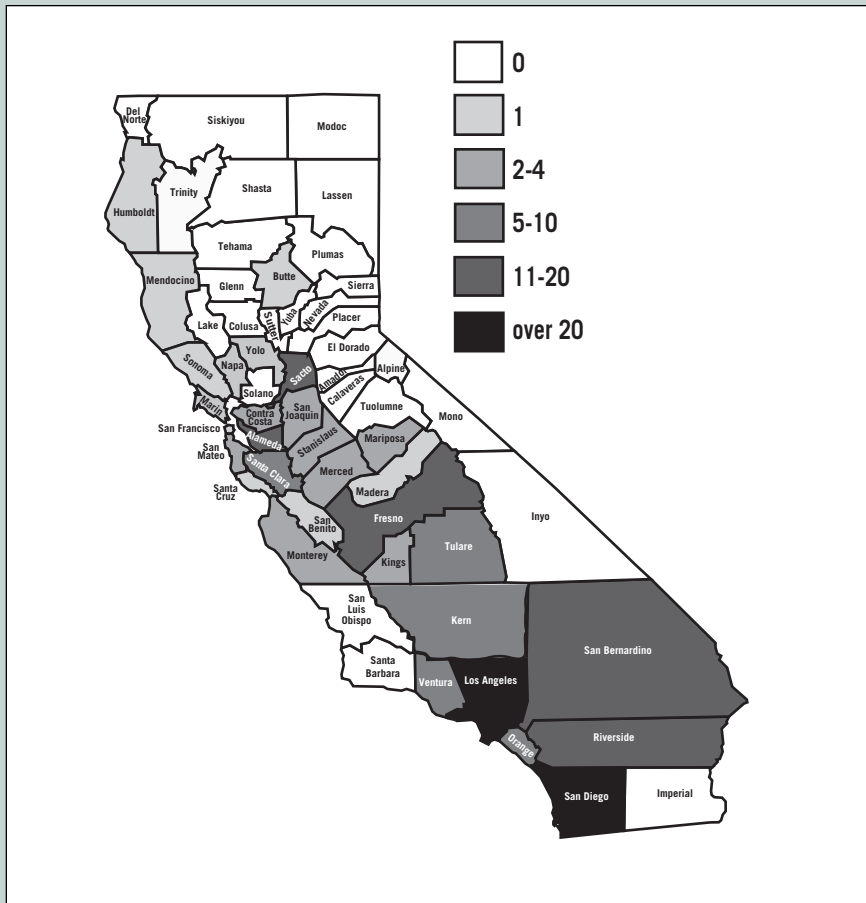 0
1
2-4
5-10
11-20
over 20
Del
Norte
Siskiyou
Modoc
Humboldt
Trinity
Shasta
Lassen
Tehama
Plumas
Mendocino
Glenn
Butte
Sierra
Lake
Colusa
Sutter
Yuba
Nevada
Placer
Sonoma
Napa
Yolo
Sacto
El Dorado
Amador
Alpine
Solano
Calaveras
Marin
Contra
Costa
San
Joaquin
Tuolumne
Mono
San Francisco
Alameda
Stanislaus
Mariposa
San
Mateo
Santa Clara
Merced
Santa
Cruz
Madera
San
Benito
Fresno
Inyo
Monterey
Kings
Tulare
San
Luis
Obispo
Kern
San Bernardino
Santa
Barbara
Ventura
Los Angeles
Orange
Riverside
San Diego
Imperial